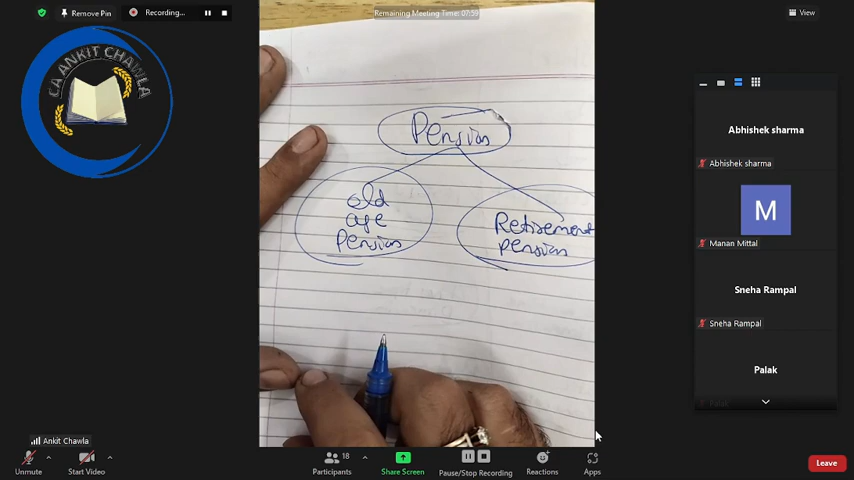 Remove Pin
Recording...
Remaining Meeting Time: 07:59
View
CA ANKIT CHAWLA
Pension
old
age
Pension
Retirement
pension
Abhishek sharma
Abhishek sharma
M
Manan Mittal
Sneha Rampal
Sneha Rampal
Palak
Palak
Ankit Chawla
Unmute
Start Video
18
Participants
Share Screen
Pause/Stop Recording
Reactions
Apps
Leave